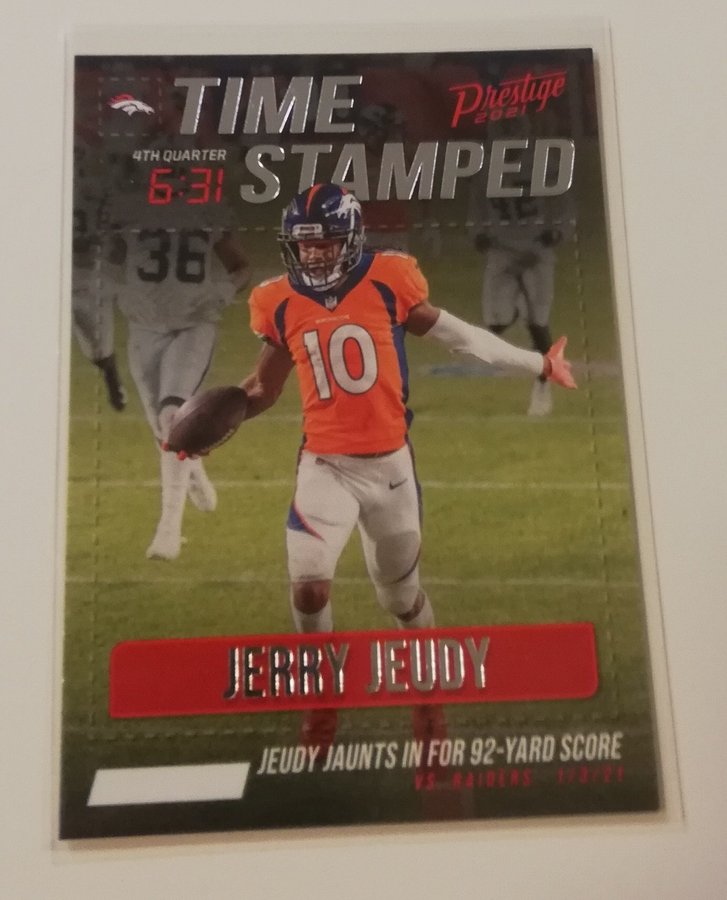 TIME
STAMPED
Prestige
2021
4TH QUARTER
6:31
36
10
10
JERRY JEUDY
JEUDY JAUNTS IN FOR 92-YARD SCORE
VS. RAIDERS 1/3/21